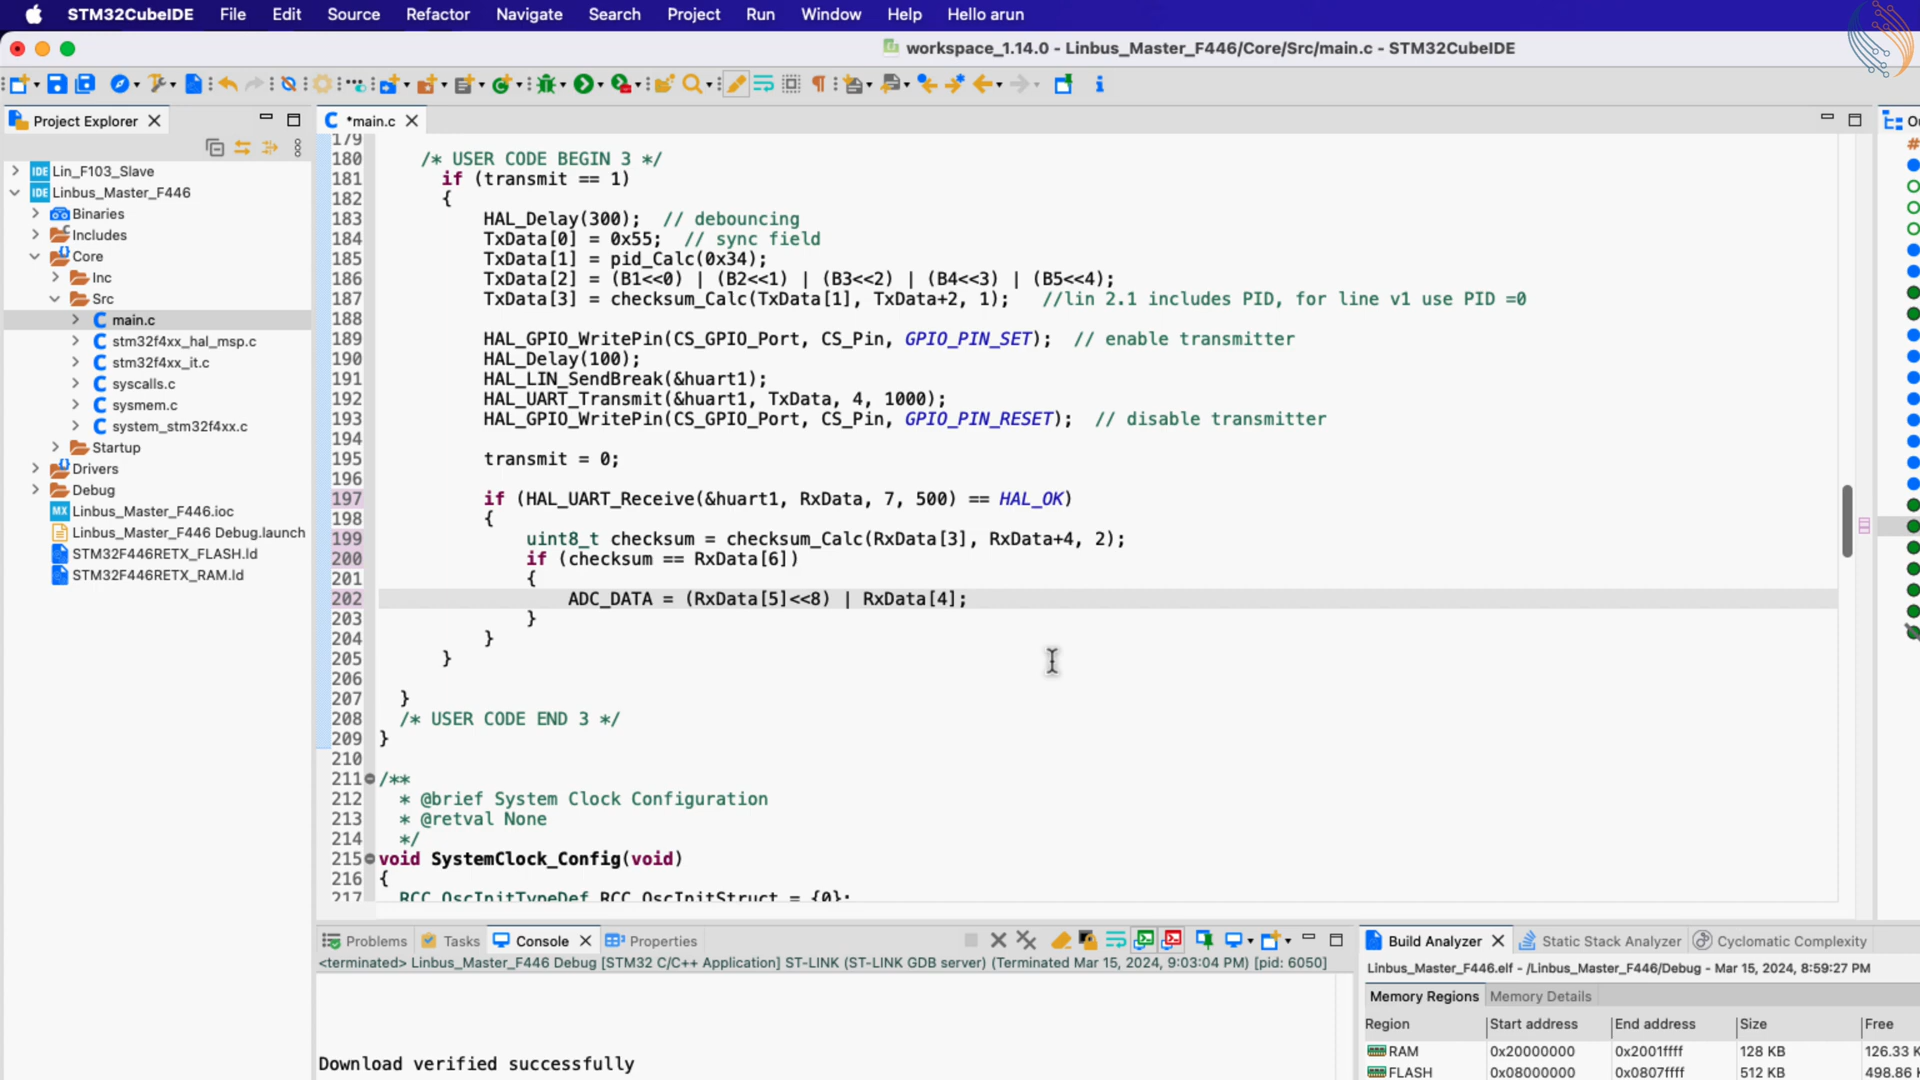 STM32CubeIDE File Edit Source Refactor Navigate Search Project Run Window Help Hello arun
workspace_1.14.0 - Linbus_Master_F446/Core/Src/main.c - STM32CubeIDE
Project Explorer
Lin_F103_Slave
Linbus_Master_F446
Binaries
Includes
Core
Inc
Src
main.c
stm32f4xx_hal_msp.c
stm32f4xx_it.c
syscalls.c
sysmem.c
system_stm32f4xx.c
Startup
Drivers
Debug
Linbus_Master_F446.ioc
Linbus_Master_F446 Debug.launch
STM32F446RETX_FLASH.ld
STM32F446RETX_RAM.ld
*main.c
179
180 /* USER CODE BEGIN 3 */
181 if (transmit == 1)
182 {
183 HAL_Delay(300); // debouncing
184 TxData[0] = 0x55; // sync field
185 TxData[1] = pid_Calc(0x34);
186 TxData[2] = (B1<<0) | (B2<<1) | (B3<<2) | (B4<<3) | (B5<<4);
187 TxData[3] = checksum_Calc(TxData[1], TxData+2, 1); //lin 2.1 includes PID, for line v1 use PID =0
188
189 HAL_GPIO_WritePin(CS_GPIO_Port, CS_Pin, GPIO_PIN_SET); // enable transmitter
190 HAL_Delay(100);
191 HAL_LIN_SendBreak(&huart1);
192 HAL_UART_Transmit(&huart1, TxData, 4, 1000);
193 HAL_GPIO_WritePin(CS_GPIO_Port, CS_Pin, GPIO_PIN_RESET); // disable transmitter
194
195 transmit = 0;
196
197 if (HAL_UART_Receive(&huart1, RxData, 7, 500) == HAL_OK)
198 {
199 uint8_t checksum = checksum_Calc(RxData[3], RxData+4, 2);
200 if (checksum == RxData[6])
201 {
202 ADC_DATA = (RxData[5]<<8) | RxData[4];
203 }
204 }
205 }
206
207 }
208 /* USER CODE END 3 */
209 }
210
211 /**
212 * @brief System Clock Configuration
213 * @retval None
214 */
215 void SystemClock_Config(void)
216 {
217 RCC_OscInitTypeDef RCC_OscInitStruct = {0};
Problems Tasks Console Properties
<terminated> Linbus_Master_F446 Debug [STM32 C/C++ Application] ST-LINK (ST-LINK GDB server) (Terminated Mar 15, 2024, 9:03:04 PM) [pid: 6050]
Download verified successfully
Build Analyzer Static Stack Analyzer Cyclomatic Complexity
Linbus_Master_F446.elf - /Linbus_Master_F446/Debug - Mar 15, 2024, 8:59:27 PM
Memory Regions Memory Details
Region Start address End address Size Free
RAM 0x20000000 0x2001ffff 128 KB 126.33 K
FLASH 0x08000000 0x0807ffff 512 KB 498.86 K